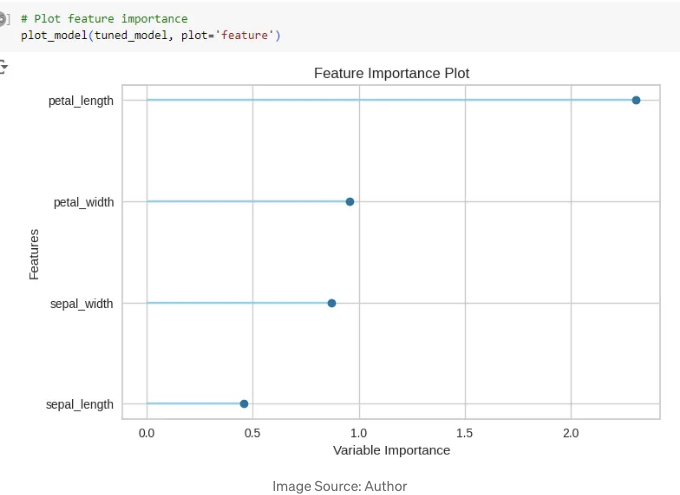 # Plot feature importance
plot_model(tuned_model, plot='feature')
Feature Importance Plot
petal_length
petal_width
Features
sepal_width
sepal_length
0.0 0.5 1.0 1.5 2.0
Variable Importance
Image Source: Author